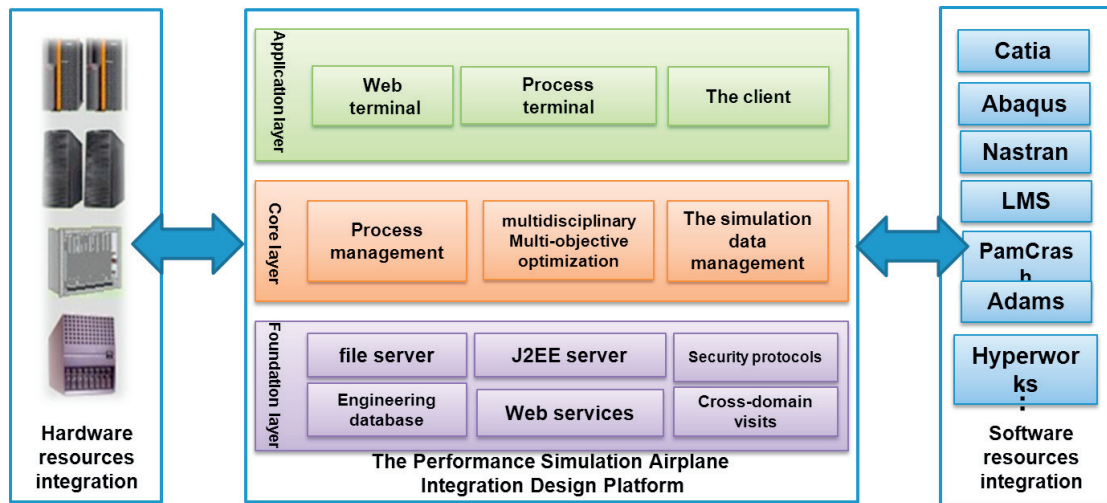 Hardware
resources
integration
Application layer
Web
terminal
Process
terminal
The client
Core layer
Process
management
multidisciplinary
Multi-objective
optimization
The simulation
data
management
Foundation
layer
file server
J2EE server
Security protocols
Engineering
database
Web services
Cross-domain
visits
The Performance Simulation Airplane
Integration Design Platform
Catia
Abaqus
Nastran
LMS
PamCras
h
Adams
Hyperwor
ks
⋮
Software
resources
integration